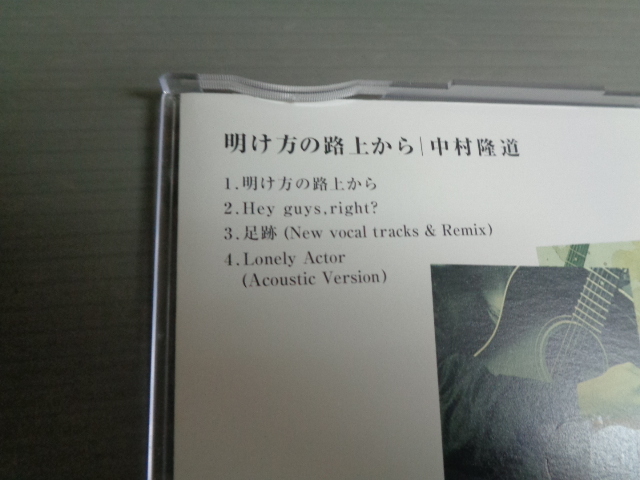 明け方の路上から|中村隆道
1.明け方の路上から
2.Hey guys,right?
3.足跡 (New vocal tracks & Remix)
4.Lonely Actor
(Acoustic Version)